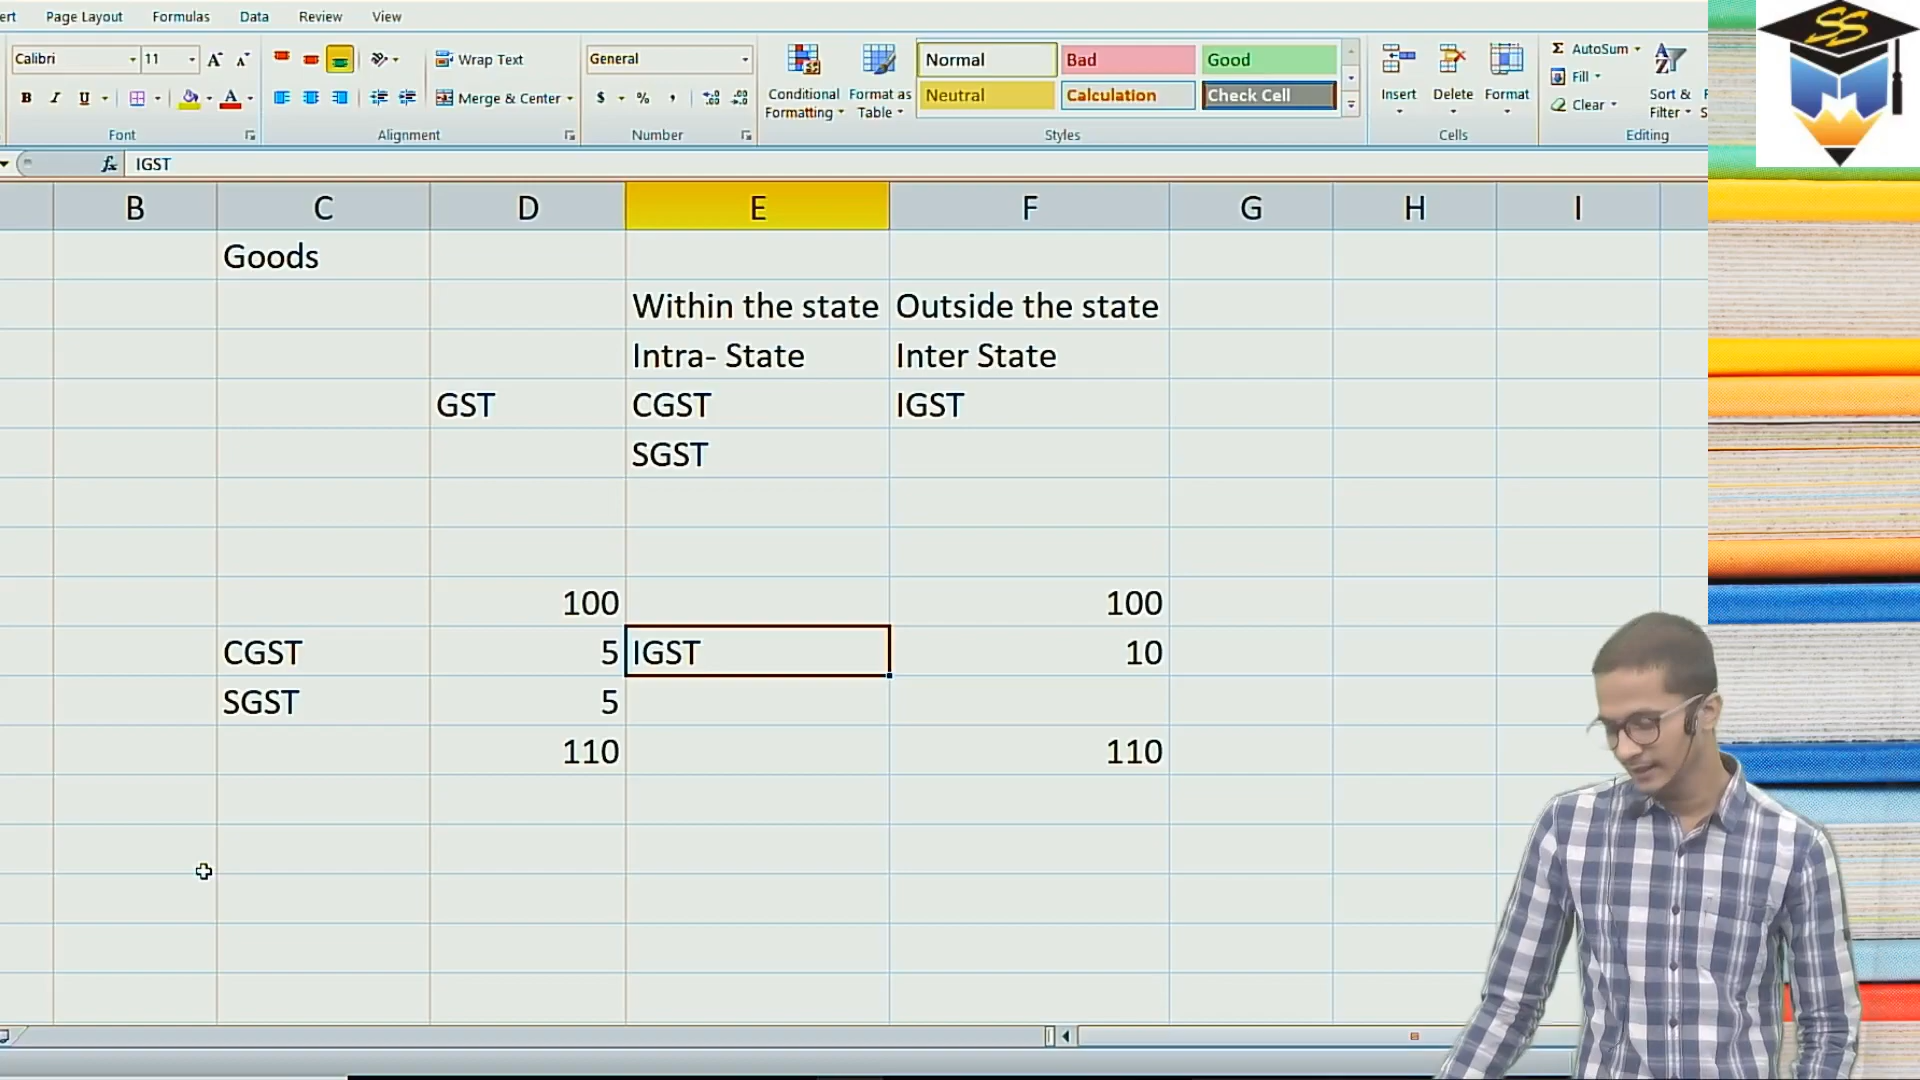 ert Page Layout Formulas Data Review View
Calibri 11 Wrap Text General Normal Bad Good AutoSum
B I U Merge & Center $ % , Conditional Formatting Format as Table Neutral Calculation Check Cell Insert Delete Format Fill Clear Sort & Filter S
Font Alignment Number Styles Cells Editing
fx IGST
B C D E F G H I
Goods
Within the state Outside the state
Intra- State Inter State
GST CGST IGST
SGST
100 100
CGST 5 IGST 10
SGST 5
110 110
SS